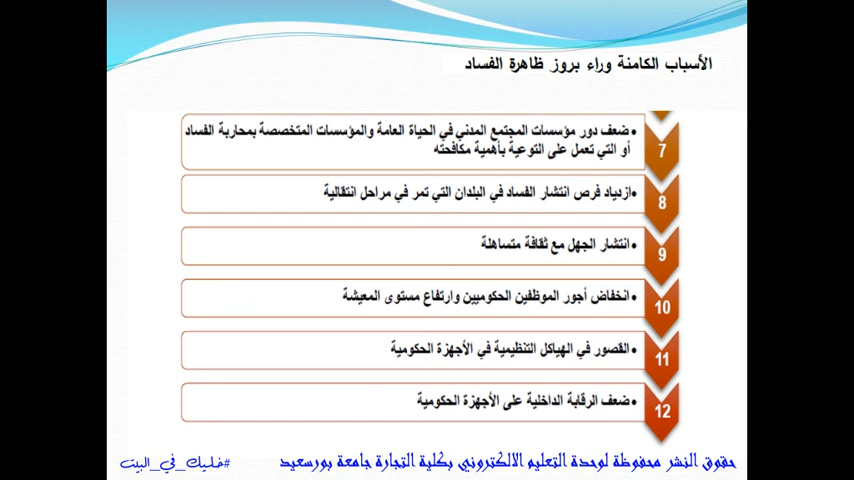 الأسباب الكامنة وراء بروز ظاهرة الفساد
7
•ضعف دور مؤسسات المجتمع المدني في الحياة العامة والمؤسسات المتخصصة بمحاربة الفساد
أو التي تعمل على التوعية بأهمية مكافحته
8
•ازدياد فرص انتشار الفساد في البلدان التي تمر في مراحل انتقالية
9
•انتشار الجهل مع ثقافة متساهلة
10
•انخفاض أجور الموظفين الحكوميين وارتفاع مستوى المعيشة
11
•القصور في الهياكل التنظيمية في الأجهزة الحكومية
12
•ضعف الرقابة الداخلية على الأجهزة الحكومية
حقوق النشر محفوظة لوحدة التعليم الالكتروني بكلية التجارة جامعة بورسعيد #خليك_في_البيت